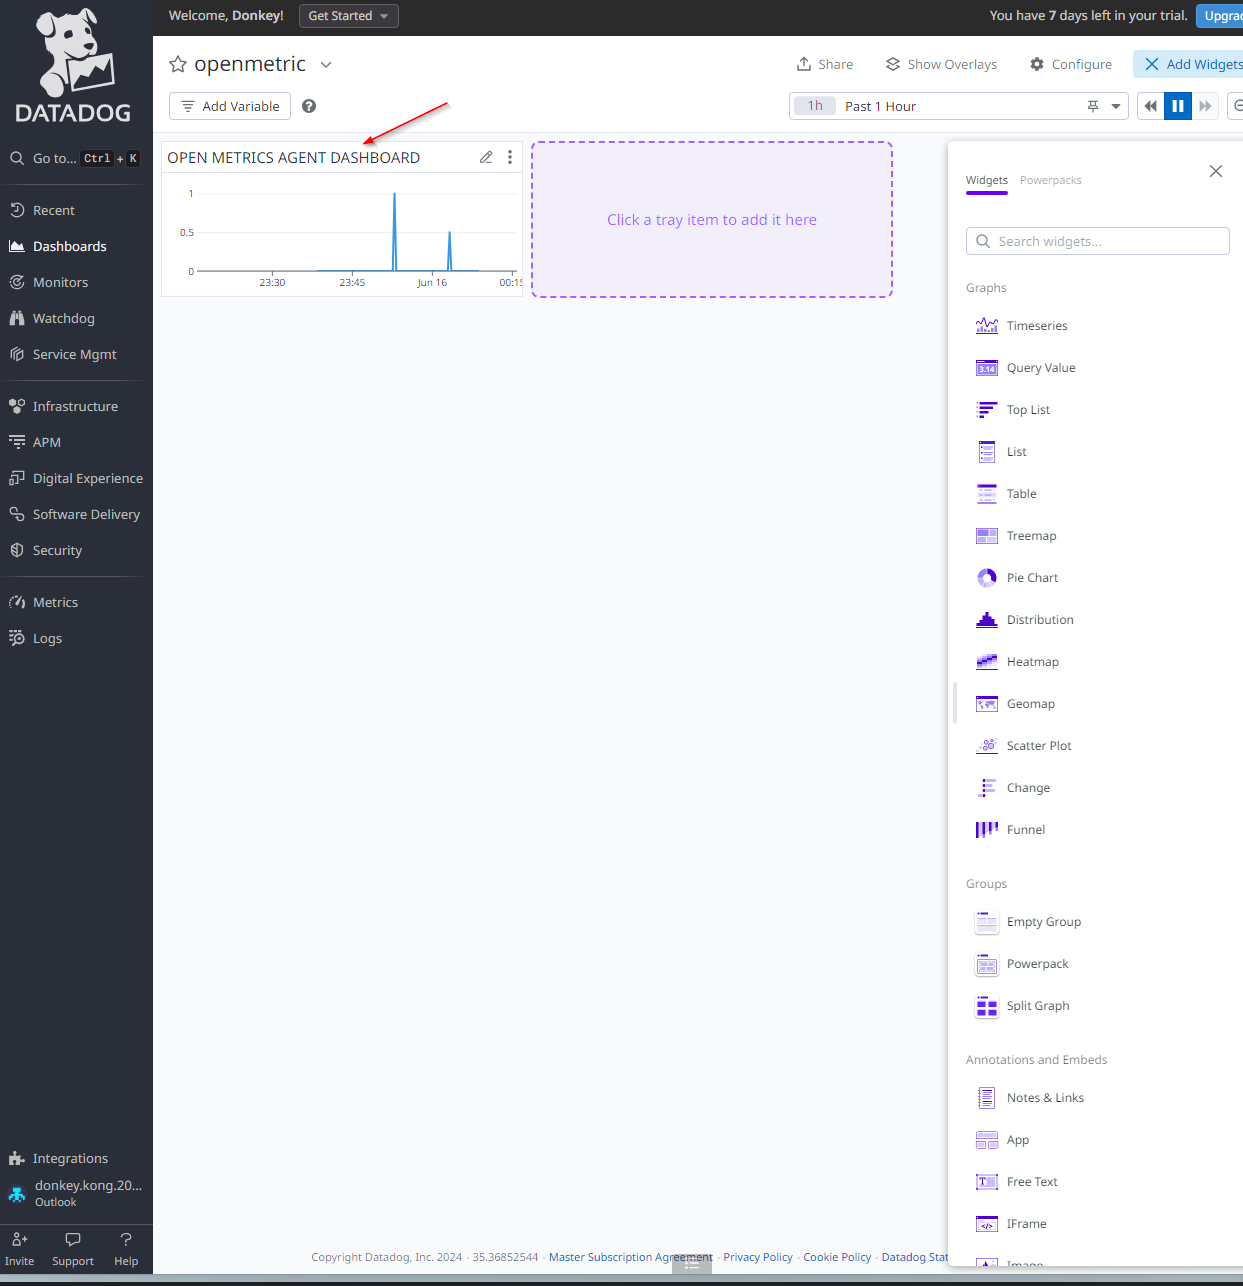 DATADOG
Go to... Ctrl + K
Recent
Dashboards
Monitors
Watchdog
Service Mgmt
Infrastructure
APM
Digital Experience
Software Delivery
Security
Metrics
Logs
Integrations
donkey.kong.20...
Outlook
Invite
Support
Help
Welcome, Donkey!
Get Started
You have 7 days left in your trial.
Upgrad
openmetric
Share
Show Overlays
Configure
Add Widgets
Add Variable
1h
Past 1 Hour
OPEN METRICS AGENT DASHBOARD
1
0.5
0
23:30
23:45
Jun 16
00:15
Click a tray item to add it here
Widgets
Powerpacks
Search widgets...
Graphs
Timeseries
3.14
Query Value
Top List
List
Table
Treemap
Pie Chart
Distribution
Heatmap
Geomap
Scatter Plot
Change
Funnel
Groups
Empty Group
Powerpack
Split Graph
Annotations and Embeds
Notes & Links
App
T
Free Text
</>
IFrame
Image
Copyright Datadog, Inc. 2024 - 35.36852544 - Master Subscription Agreement - Privacy Policy - Cookie Policy - Datadog Stat